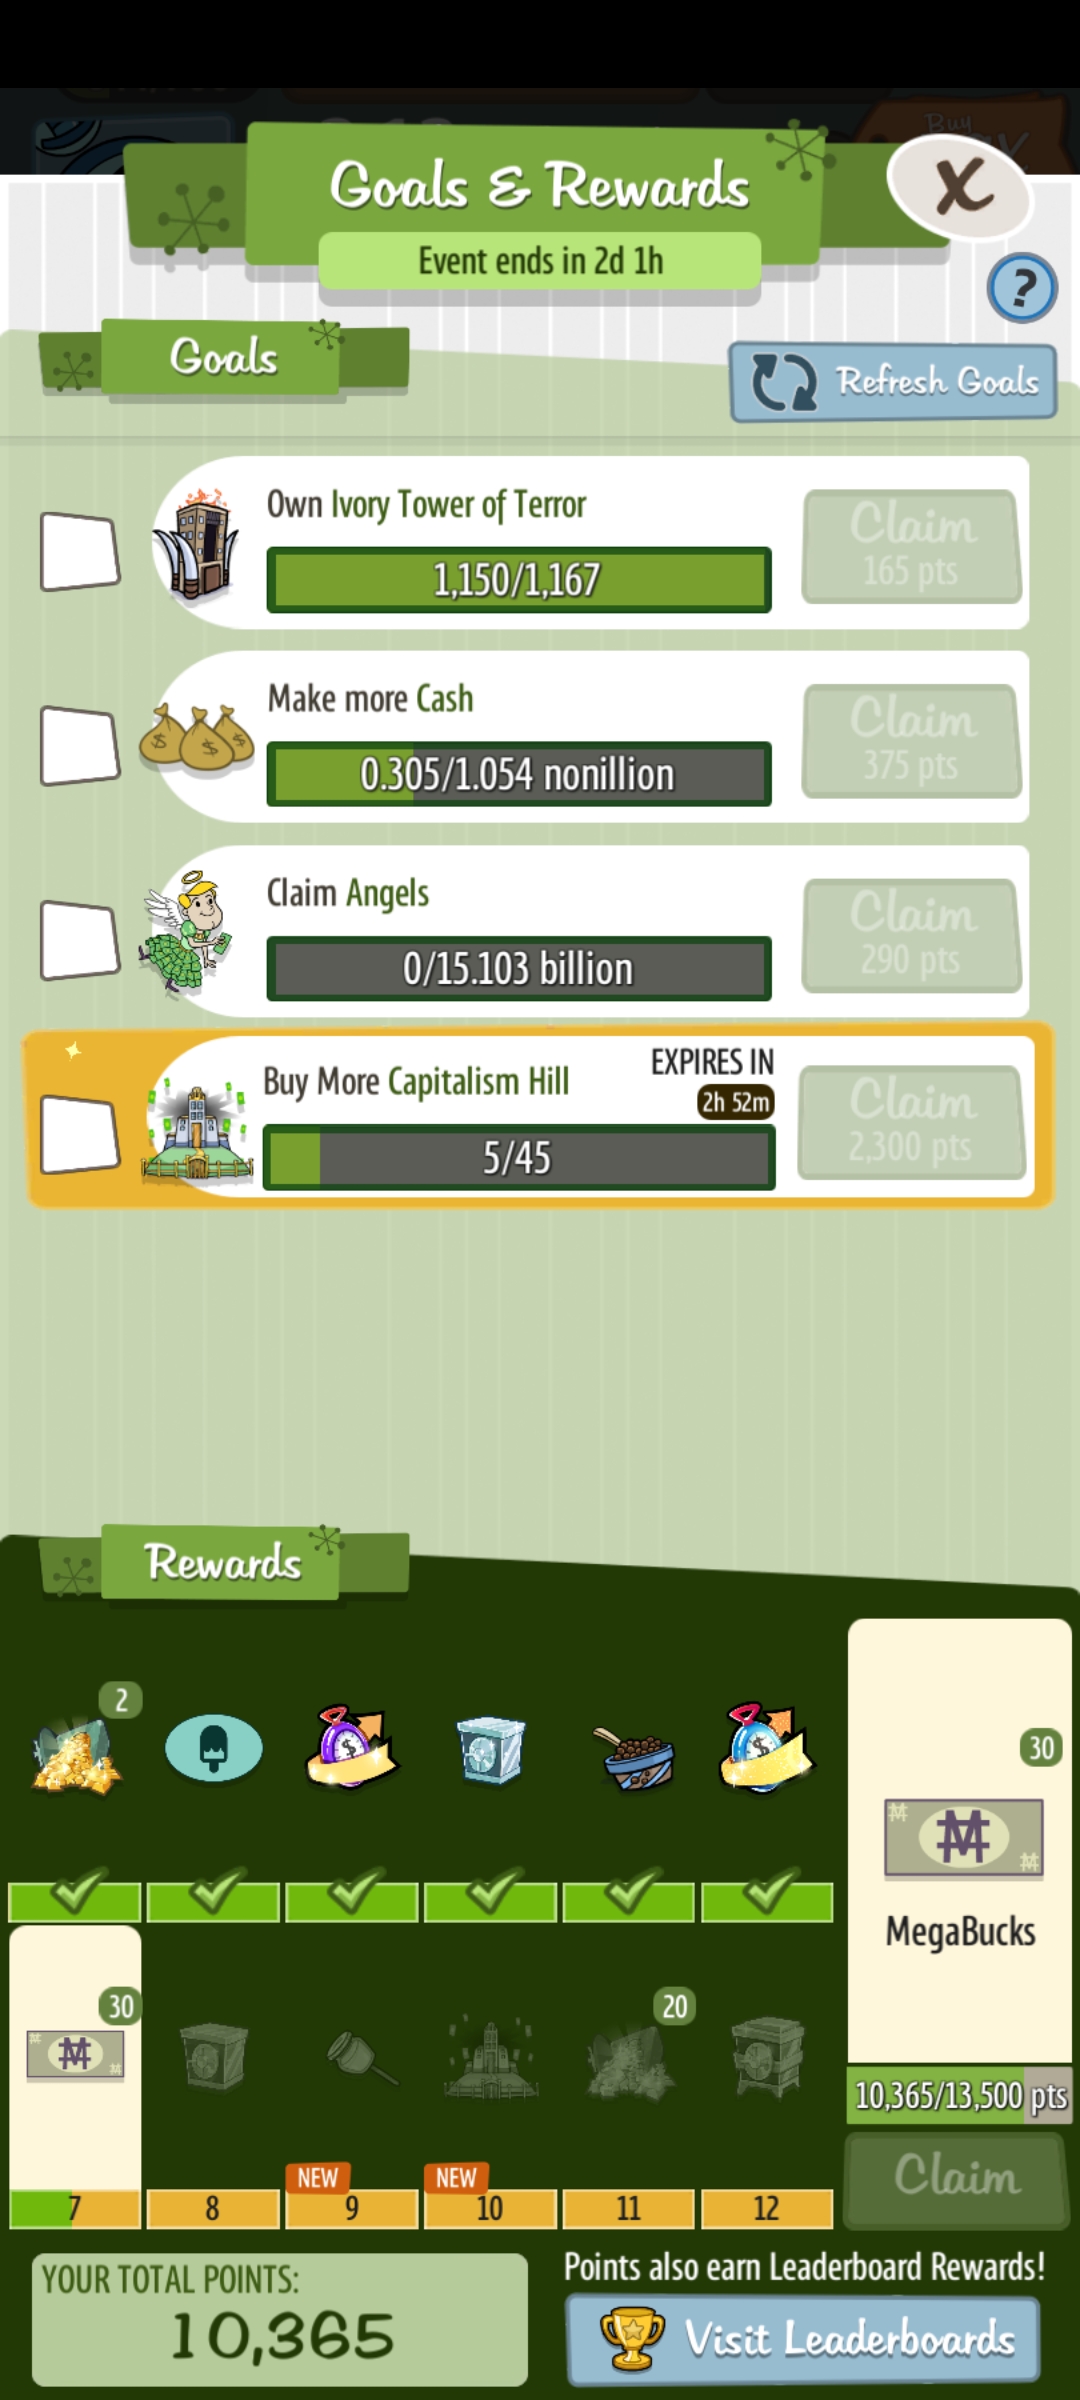 Buy
Goals & Rewards
X
Event ends in 2d 1h
?
Goals
Refresh Goals
Own Ivory Tower of Terror
1,150/1,167
Claim
165 pts
Make more Cash
0.305/1.054 nonillion
Claim
375 pts
Claim Angels
0/15.103 billion
Claim
290 pts
Buy More Capitalism Hill
EXPIRES IN
2h 52m
5/45
Claim
2,300 pts
Rewards
2
30
MegaBucks
30
20
10,365/13,500 pts
NEW
NEW
7
8
9
10
11
12
Claim
YOUR TOTAL POINTS:
10,365
Points also earn Leaderboard Rewards!
Visit Leaderboards